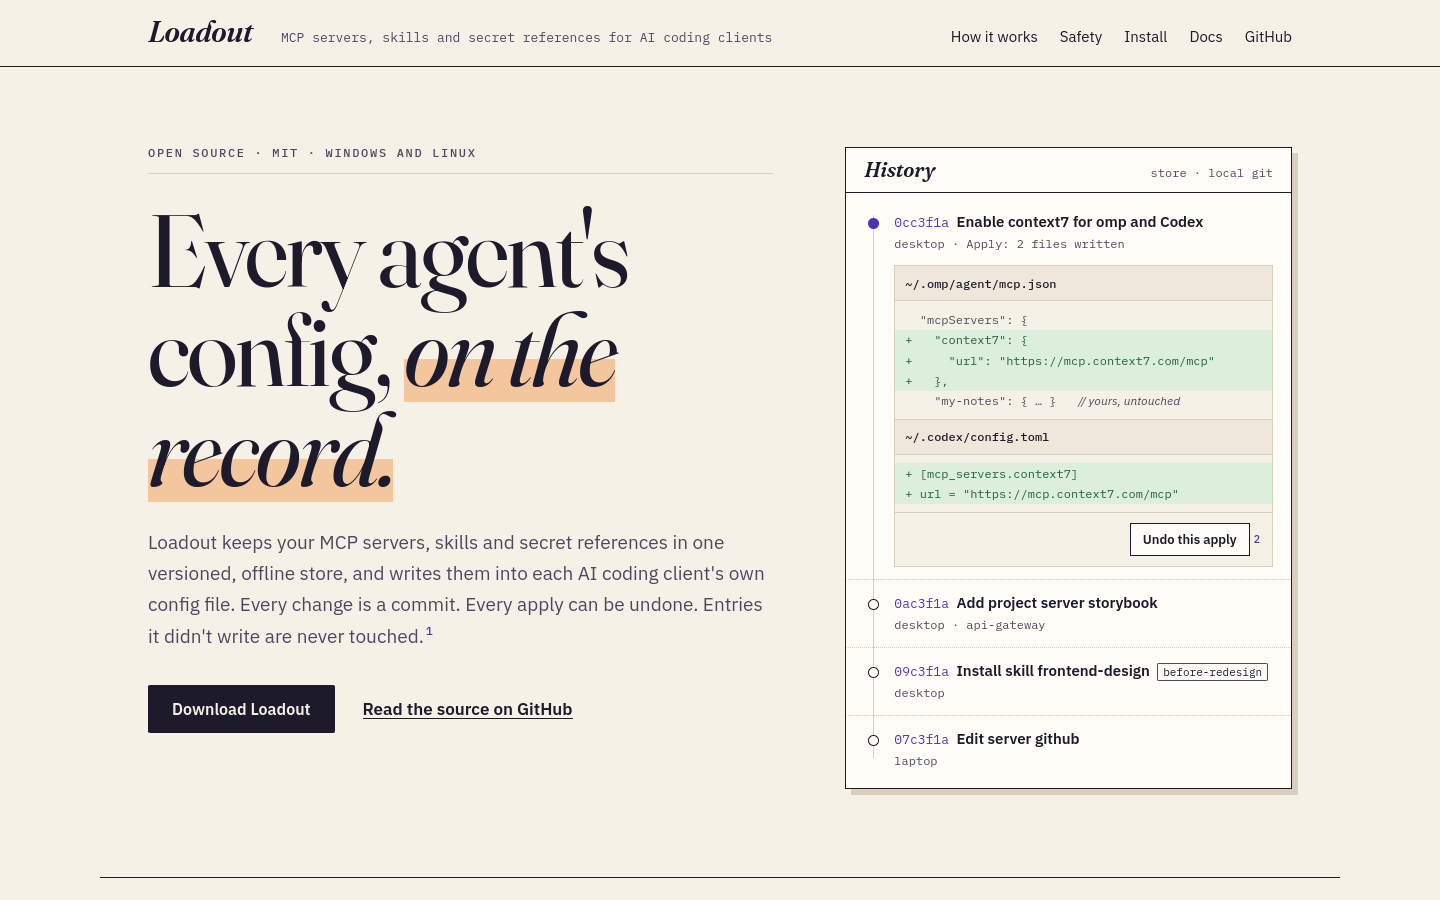 Loadout
MCP servers, skills and secret references for AI coding clients
How it works
Safety
Install
Docs
GitHub
OPEN SOURCE · MIT · WINDOWS AND LINUX
Every agent's
config, on the
record.
Loadout keeps your MCP servers, skills and secret references in one
versioned, offline store, and writes them into each AI coding client's own
config file. Every change is a commit. Every apply can be undone. Entries
it didn't write are never touched.1
Download Loadout
Read the source on GitHub
History
store · local git
0cc3f1a Enable context7 for omp and Codex
desktop · Apply: 2 files written
~/.omp/agent/mcp.json
"mcpServers": {
+   "context7": {
+     "url": "https://mcp.context7.com/mcp"
+   },
"my-notes": { … }   // yours, untouched
~/.codex/config.toml
+ [mcp_servers.context7]
+ url = "https://mcp.context7.com/mcp"
Undo this apply 2
0ac3f1a Add project server storybook
desktop · api-gateway
09c3f1a Install skill frontend-design before-redesign
desktop
07c3f1a Edit server github
laptop